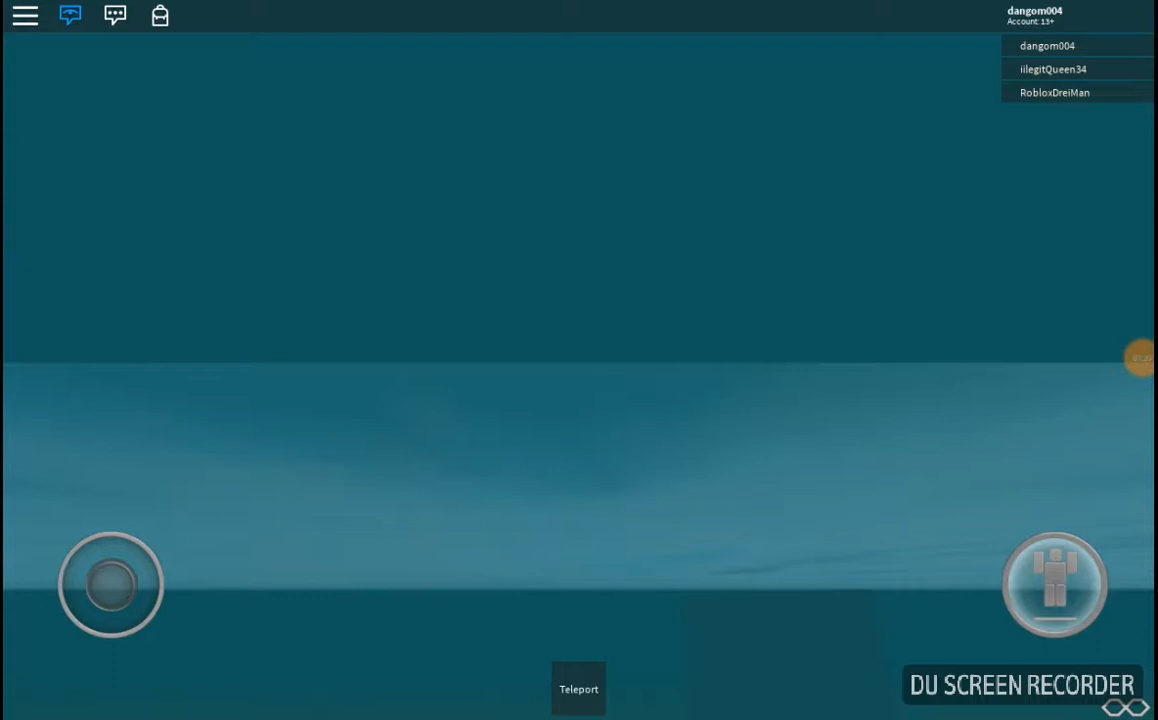 dangom004
Account: 13+
dangom004
iilegitQueen34
RobloxDreiMan
Teleport
DU SCREEN RECORDER